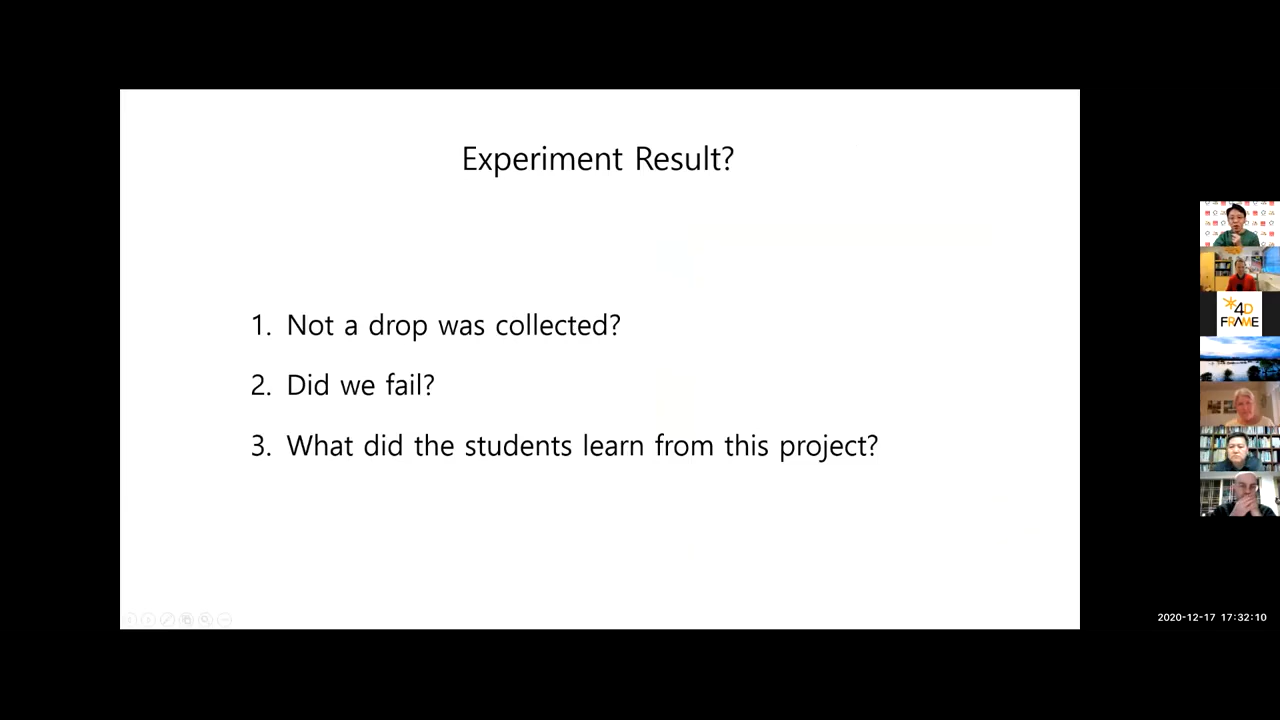 Experiment Result?
1. Not a drop was collected?
2. Did we fail?
3. What did the students learn from this project?
4D
FRAME
2020-12-17 17:32:10